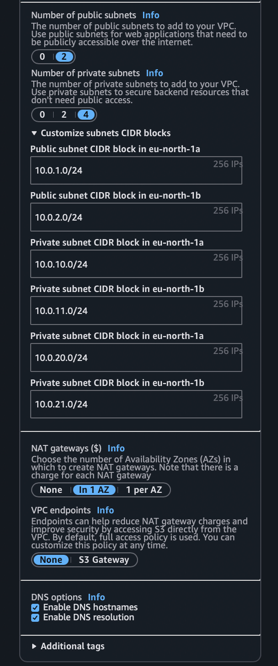 Number of public subnets Info
The number of public subnets to add to your VPC.
Use public subnets for web applications that need to
be publicly accessible over the internet.
0 2
Number of private subnets Info
The number of private subnets to add to your VPC.
Use private subnets to secure backend resources that
don't need public access.
0 2 4
▼ Customize subnets CIDR blocks
Public subnet CIDR block in eu-north-1a
10.0.1.0/24 256 IPs
Public subnet CIDR block in eu-north-1b
10.0.2.0/24 256 IPs
Private subnet CIDR block in eu-north-1a
10.0.10.0/24 256 IPs
Private subnet CIDR block in eu-north-1b
10.0.11.0/24 256 IPs
Private subnet CIDR block in eu-north-1a
10.0.20.0/24 256 IPs
Private subnet CIDR block in eu-north-1b
10.0.21.0/24 256 IPs
NAT gateways ($) Info
Choose the number of Availability Zones (AZs) in
which to create NAT gateways. Note that there is a
charge for each NAT gateway
None In 1 AZ 1 per AZ
VPC endpoints Info
Endpoints can help reduce NAT gateway charges and
improve security by accessing S3 directly from the
VPC. By default, full access policy is used. You can
customize this policy at any time.
None S3 Gateway
DNS options Info
Enable DNS hostnames
Enable DNS resolution
▶ Additional tags